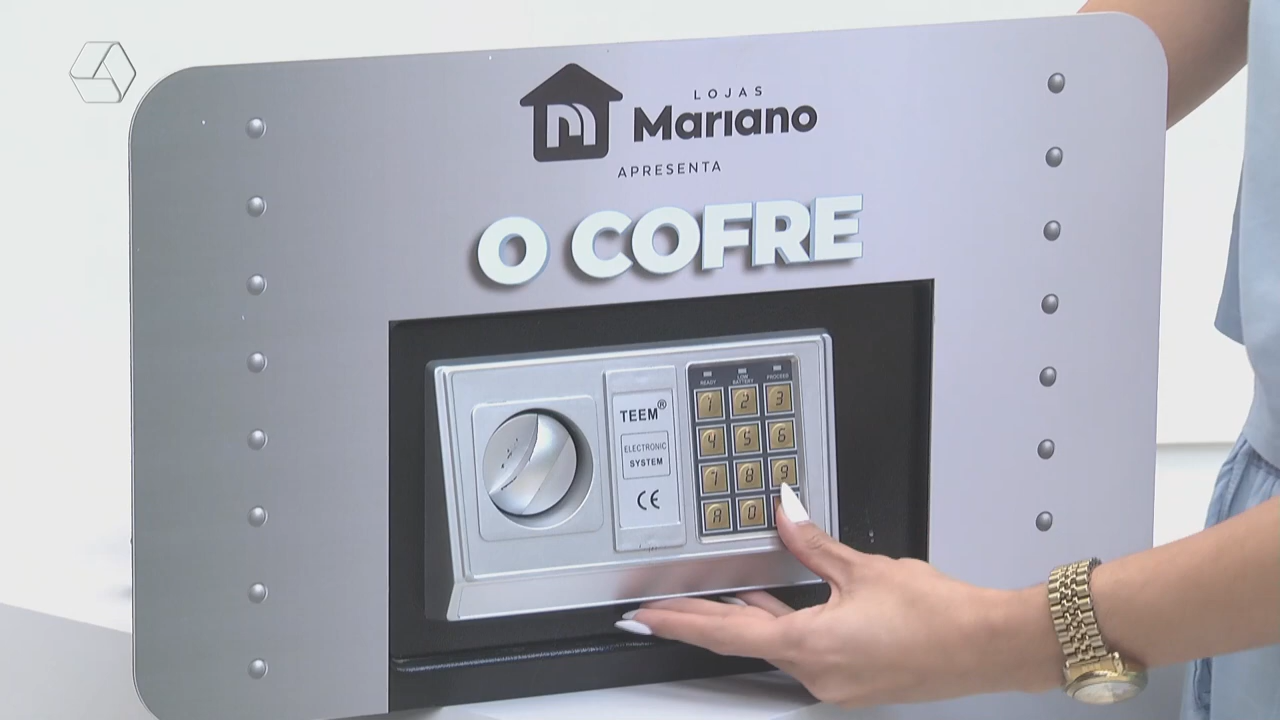 LOJAS
Mariano
APRESENTA
O COFRE
TEEM®
ELECTRONIC
SYSTEM
CE
READY LOW BATTERY PROCEED
1 2 3
4 5 6
7 8 9
A 0